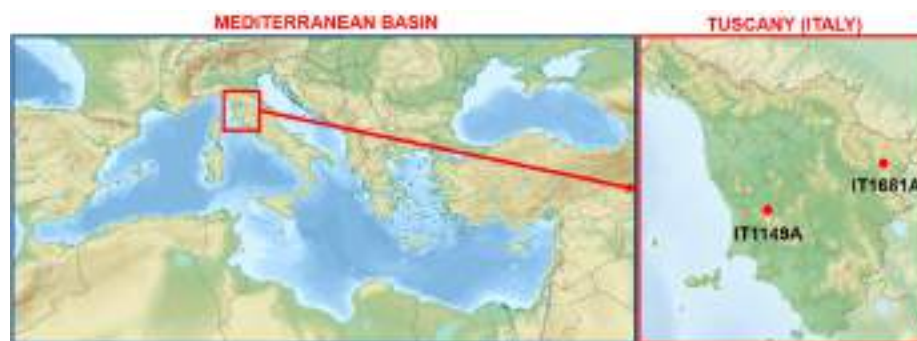 MEDITERRANEAN BASIN
TUSCANY (ITALY)
IT1681A
IT1149A